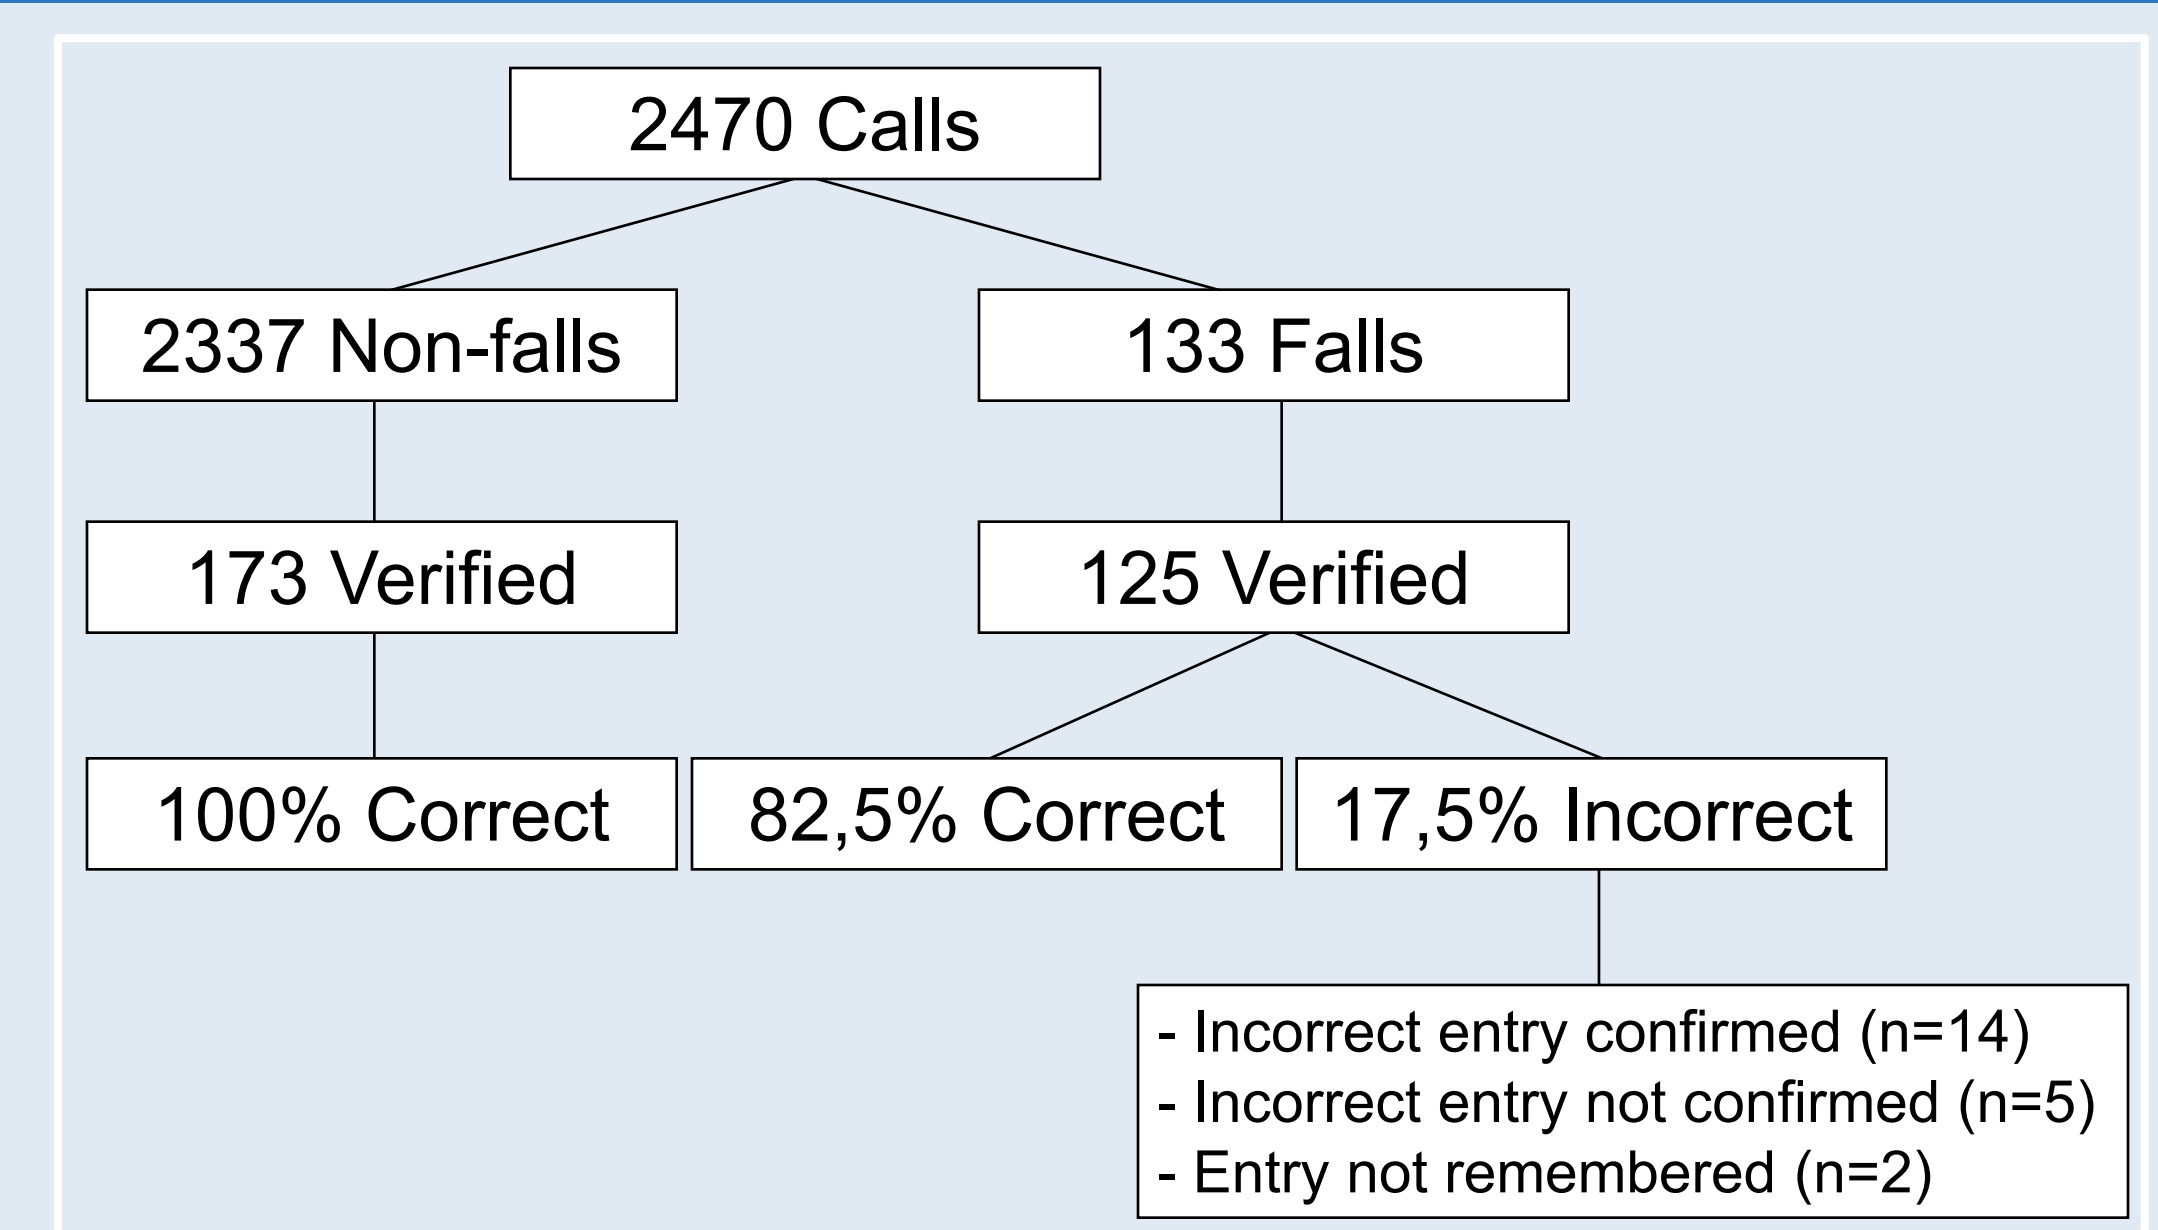 2470 Calls
2337 Non-falls
133 Falls
173 Verified
125 Verified
100% Correct
82,5% Correct
17,5% Incorrect
- Incorrect entry confirmed (n=14)
- Incorrect entry not confirmed (n=5)
- Entry not remembered (n=2)